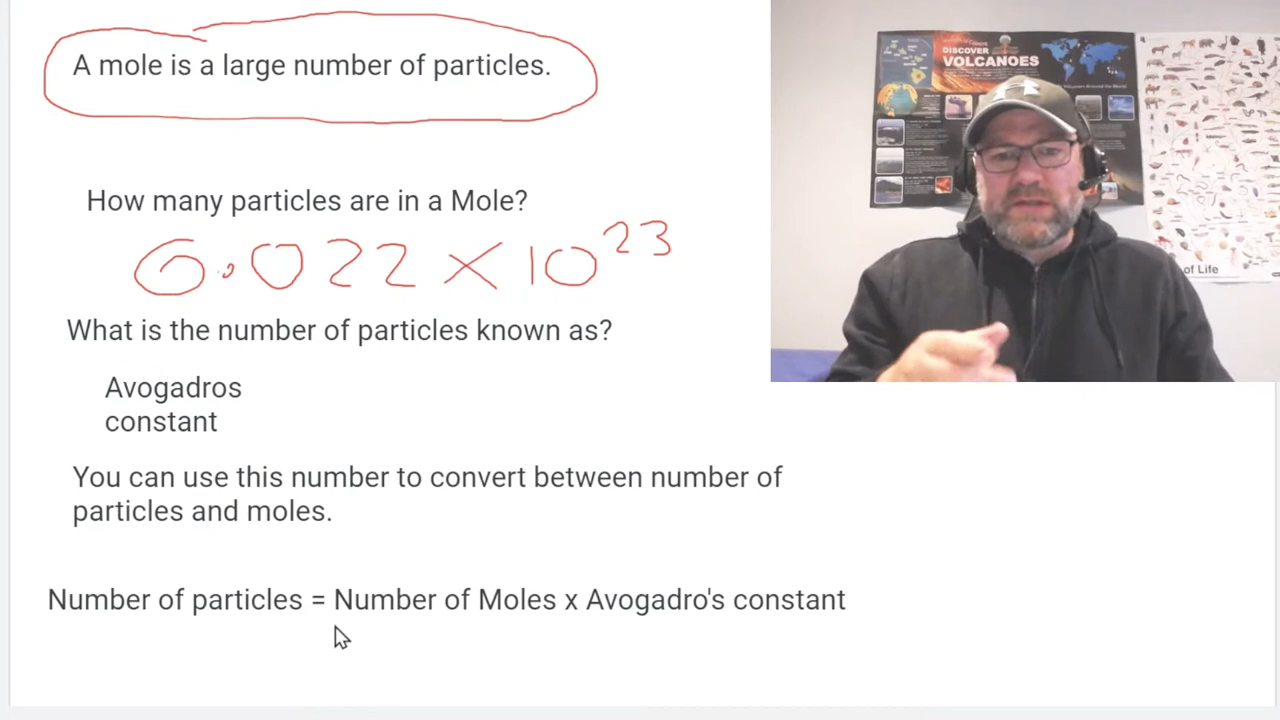 A mole is a large number of particles.
How many particles are in a Mole?
6.022 x 10^23
What is the number of particles known as?
Avogadros
constant
You can use this number to convert between number of
particles and moles.
Number of particles = Number of Moles x Avogadro's constant
DISCOVER
VOLCANOES
of Life